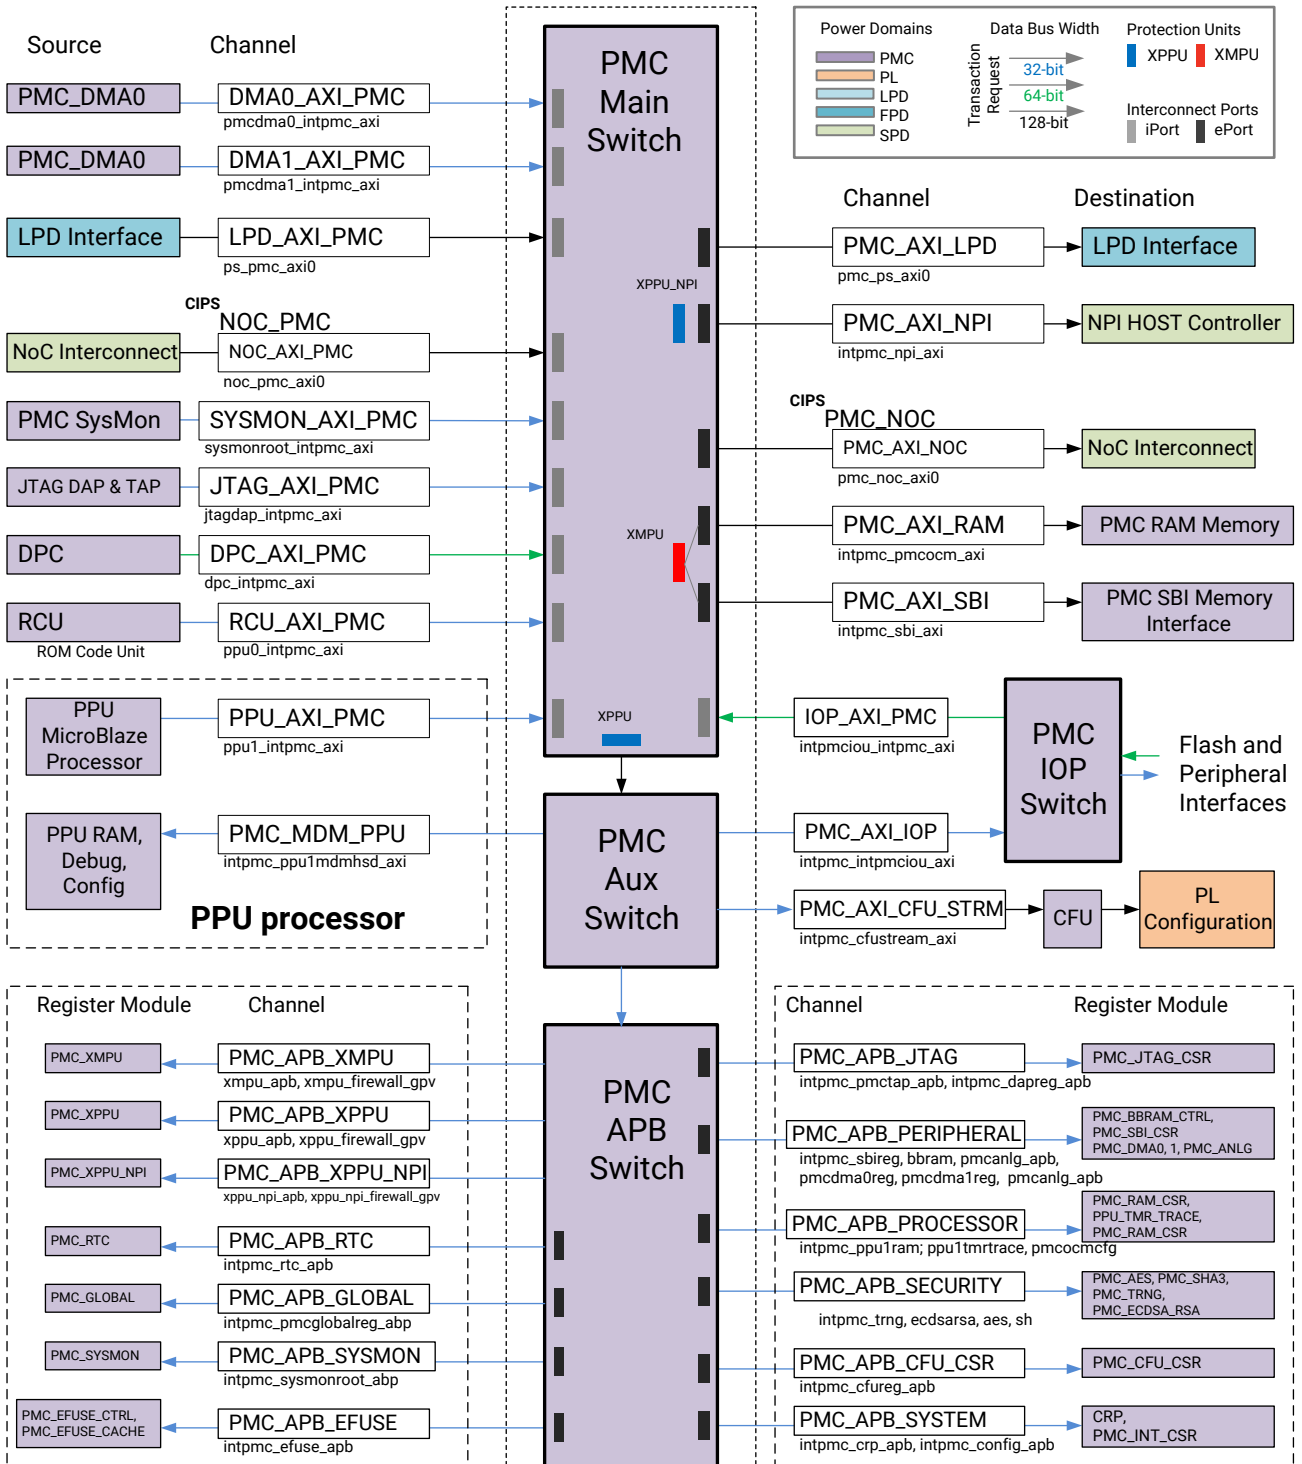 Source
Channel
PMC_DMA0
DMA0_AXI_PMC
pmcdma0_intpmc_axi
PMC_DMA0
DMA1_AXI_PMC
pmcdma1_intpmc_axi
LPD Interface
LPD_AXI_PMC
ps_pmc_axi0
CIPS
NOC_PMC
NoC Interconnect
NOC_AXI_PMC
noc_pmc_axi0
PMC SysMon
SYSMON_AXI_PMC
sysmonroot_intpmc_axi
JTAG DAP & TAP
JTAG_AXI_PMC
jtagdap_intpmc_axi
DPC
DPC_AXI_PMC
dpc_intpmc_axi
RCU
RCU_AXI_PMC
ROM Code Unit
ppu0_intpmc_axi
PPU
MicroBlaze
Processor
PPU_AXI_PMC
ppu1_intpmc_axi
PPU RAM,
Debug,
Config
PMC_MDM_PPU
intpmc_ppu1mdmhsd_axi
PPU processor
PMC
Main
Switch
XPPU_NPI
XMPU
XPPU
PMC
Aux
Switch
PMC
APB
Switch
Power Domains
PMC
PL
LPD
FPD
SPD
Data Bus Width
Transaction
Request
32-bit
64-bit
128-bit
Protection Units
XPPU
XMPU
Interconnect Ports
iPort
ePort
Channel
Destination
PMC_AXI_LPD
pmc_ps_axi0
LPD Interface
PMC_AXI_NPI
intpmc_npi_axi
NPI HOST Controller
CIPS
PMC_NOC
PMC_AXI_NOC
pmc_noc_axi0
NoC Interconnect
PMC_AXI_RAM
intpmc_pmcocm_axi
PMC RAM Memory
PMC_AXI_SBI
intpmc_sbi_axi
PMC SBI Memory
Interface
IOP_AXI_PMC
intpmciou_intpmc_axi
PMC
IOP
Switch
Flash and
Peripheral
Interfaces
PMC_AXI_IOP
intpmc_intpmciou_axi
PMC_AXI_CFU_STRM
intpmc_cfustream_axi
CFU
PL
Configuration
Register Module
Channel
PMC_XMPU
PMC_APB_XMPU
xmpu_apb, xmpu_firewall_gpv
PMC_XPPU
PMC_APB_XPPU
xppu_apb, xppu_firewall_gpv
PMC_XPPU_NPI
PMC_APB_XPPU_NPI
xppu_npi_apb, xppu_npi_firewall_gpv
PMC_RTC
PMC_APB_RTC
intpmc_rtc_apb
PMC_GLOBAL
PMC_APB_GLOBAL
intpmc_pmcglobalreg_abp
PMC_SYSMON
PMC_APB_SYSMON
intpmc_sysmonroot_abp
PMC_EFUSE_CTRL,
PMC_EFUSE_CACHE
PMC_APB_EFUSE
intpmc_efuse_apb
Channel
Register Module
PMC_APB_JTAG
intpmc_pmctap_apb, intpmc_dapreg_apb
PMC_JTAG_CSR
PMC_APB_PERIPHERAL
intpmc_sbireg, bbram, pmcanlg_apb,
pmcdma0reg, pmcdma1reg, pmcanlg_apb
PMC_BBRAM_CTRL,
PMC_SBI_CSR
PMC_DMA0, 1, PMC_ANLG
PMC_APB_PROCESSOR
intpmc_ppu1ram; ppu1tmrtrace, pmcocmcfg
PMC_RAM_CSR,
PPU_TMR_TRACE,
PMC_RAM_CSR
PMC_APB_SECURITY
intpmc_trng, ecdsarsa, aes, sh
PMC_AES, PMC_SHA3,
PMC_TRNG,
PMC_ECDSA_RSA
PMC_APB_CFU_CSR
intpmc_cfureg_apb
PMC_CFU_CSR
PMC_APB_SYSTEM
intpmc_crp_apb, intpmc_config_apb
CRP,
PMC_INT_CSR